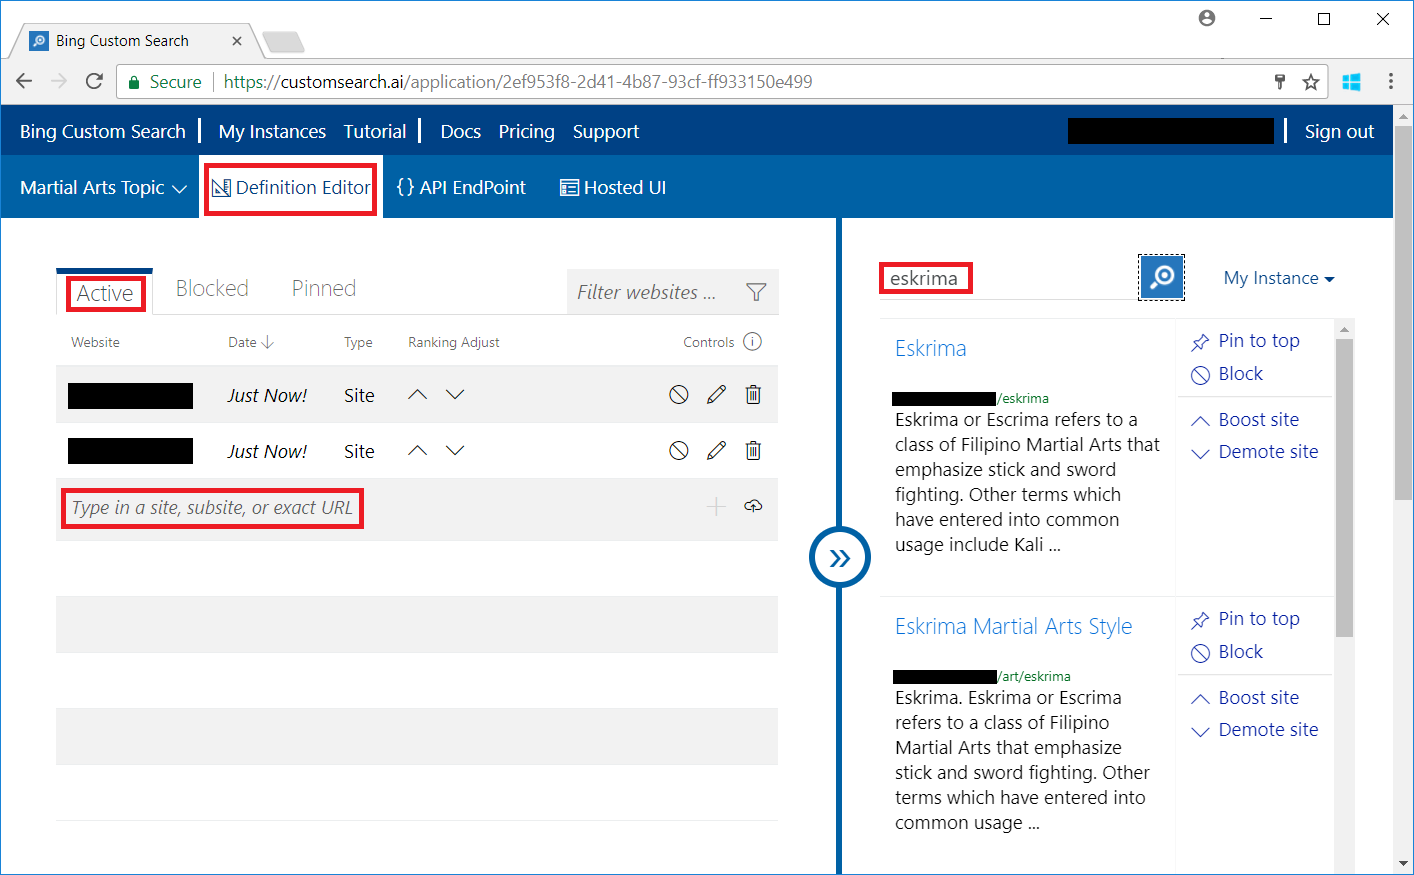 Bing Custom Search
Secure | https://customsearch.ai/application/2ef953f8-2d41-4b87-93cf-ff933150e499
Bing Custom Search | My Instances Tutorial | Docs Pricing Support | Sign out
Martial Arts Topic Definition Editor {} API EndPoint Hosted UI
Active Blocked Pinned Filter websites ...
Website Date Type Ranking Adjust Controls
Just Now! Site
Just Now! Site
Type in a site, subsite, or exact URL
eskrima My Instance
Eskrima
/eskrima
Eskrima or Escrima refers to a
class of Filipino Martial Arts that
emphasize stick and sword
fighting. Other terms which
have entered into common
usage include Kali ...
Pin to top
Block
Boost site
Demote site
Eskrima Martial Arts Style
/art/eskrima
Eskrima. Eskrima or Escrima
refers to a class of Filipino
Martial Arts that emphasize
stick and sword fighting. Other
terms which have entered into
common usage ...
Pin to top
Block
Boost site
Demote site